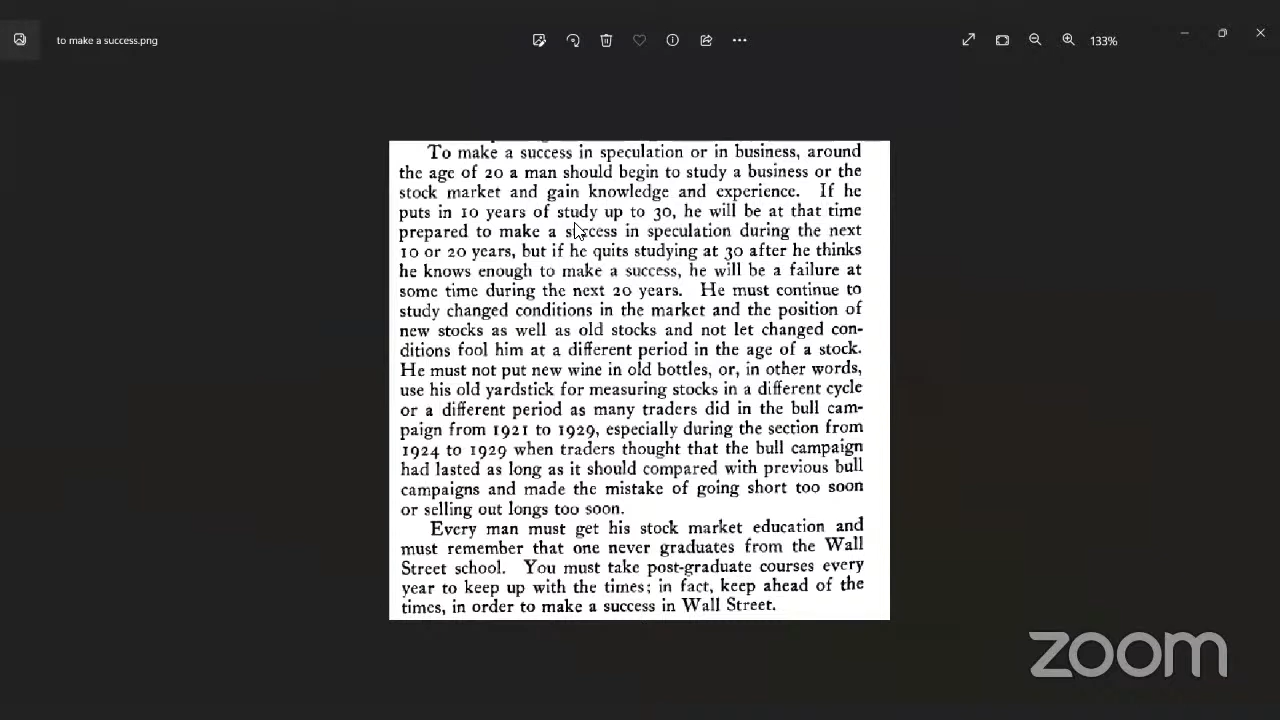 to make a success.png
133%
To make a success in speculation or in business, around
the age of 20 a man should begin to study a business or the
stock market and gain knowledge and experience. If he
puts in 10 years of study up to 30, he will be at that time
prepared to make a success in speculation during the next
10 or 20 years, but if he quits studying at 30 after he thinks
he knows enough to make a success, he will be a failure at
some time during the next 20 years. He must continue to
study changed conditions in the market and the position of
new stocks as well as old stocks and not let changed con-
ditions fool him at a different period in the age of a stock.
He must not put new wine in old bottles, or, in other words,
use his old yardstick for measuring stocks in a different cycle
or a different period as many traders did in the bull cam-
paign from 1921 to 1929, especially during the section from
1924 to 1929 when traders thought that the bull campaign
had lasted as long as it should compared with previous bull
campaigns and made the mistake of going short too soon
or selling out longs too soon.
Every man must get his stock market education and
must remember that one never graduates from the Wall
Street school. You must take post-graduate courses every
year to keep up with the times; in fact, keep ahead of the
times, in order to make a success in Wall Street.
zoom